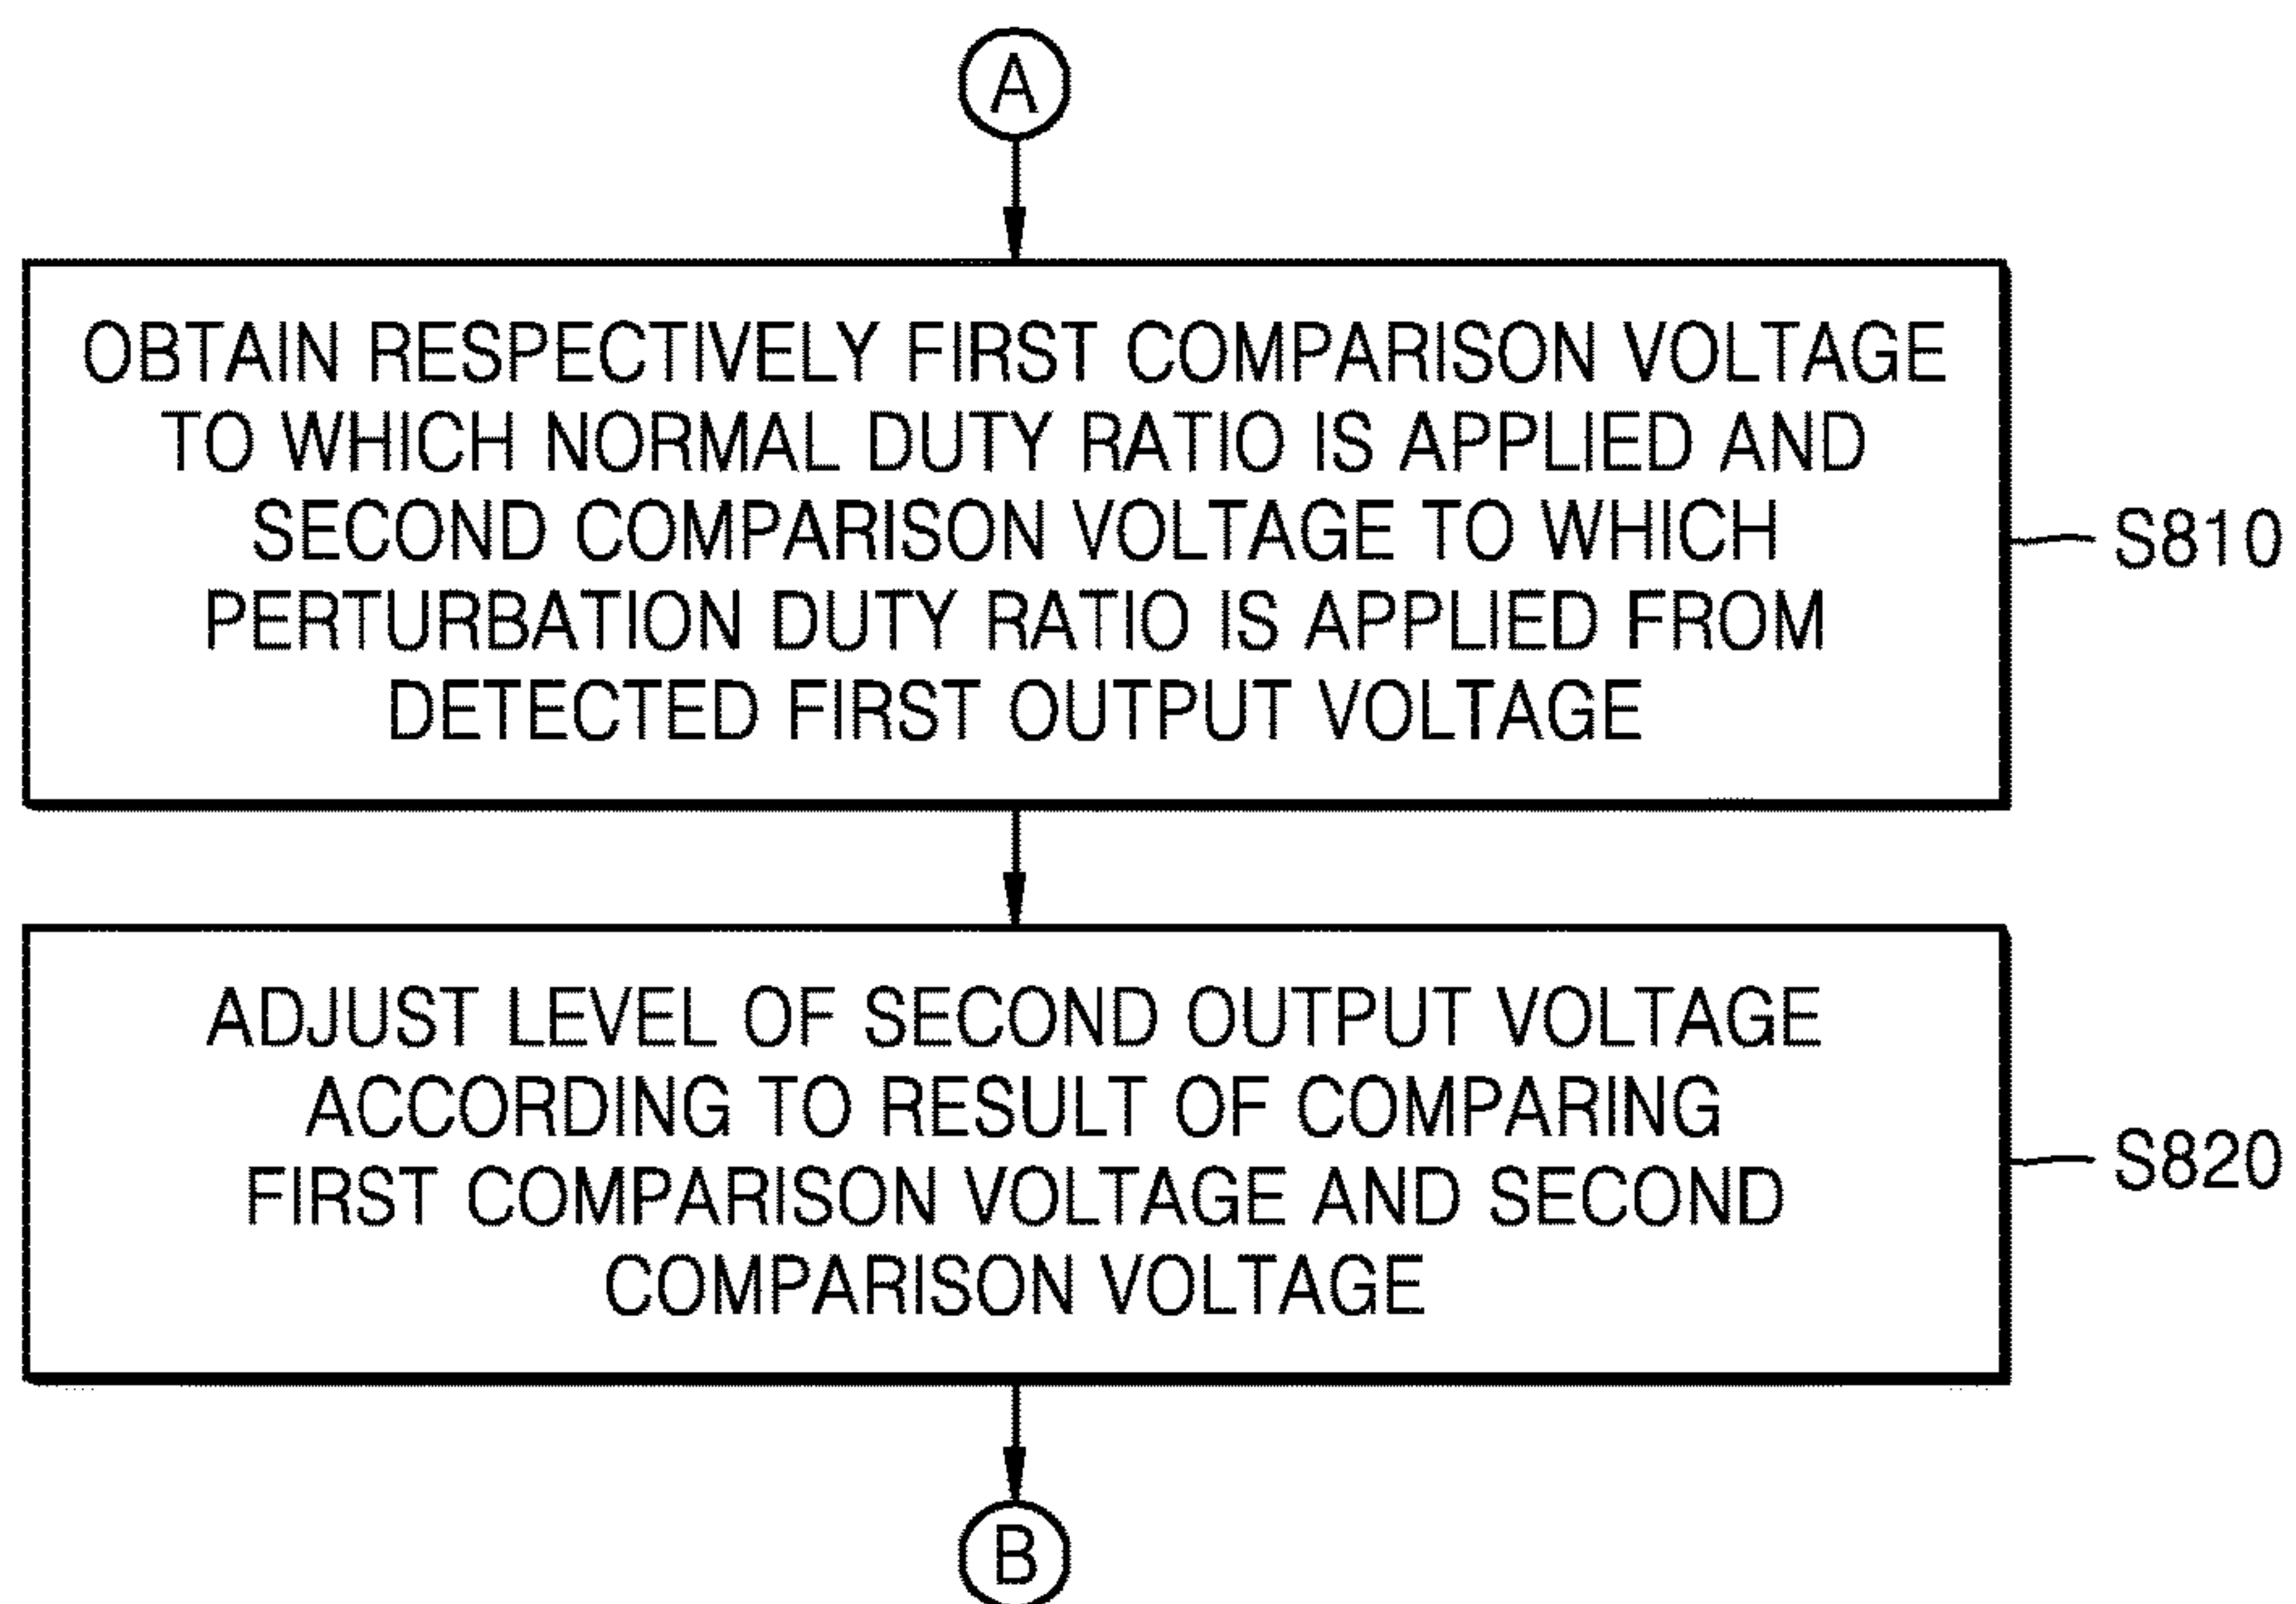 A
OBTAIN RESPECTIVELY FIRST COMPARISON VOLTAGE
TO WHICH NORMAL DUTY RATIO IS APPLIED AND
SECOND COMPARISON VOLTAGE TO WHICH
PERTURBATION DUTY RATIO IS APPLIED FROM
DETECTED FIRST OUTPUT VOLTAGE
S810
ADJUST LEVEL OF SECOND OUTPUT VOLTAGE
ACCORDING TO RESULT OF COMPARING
FIRST COMPARISON VOLTAGE AND SECOND
COMPARISON VOLTAGE
S820
B